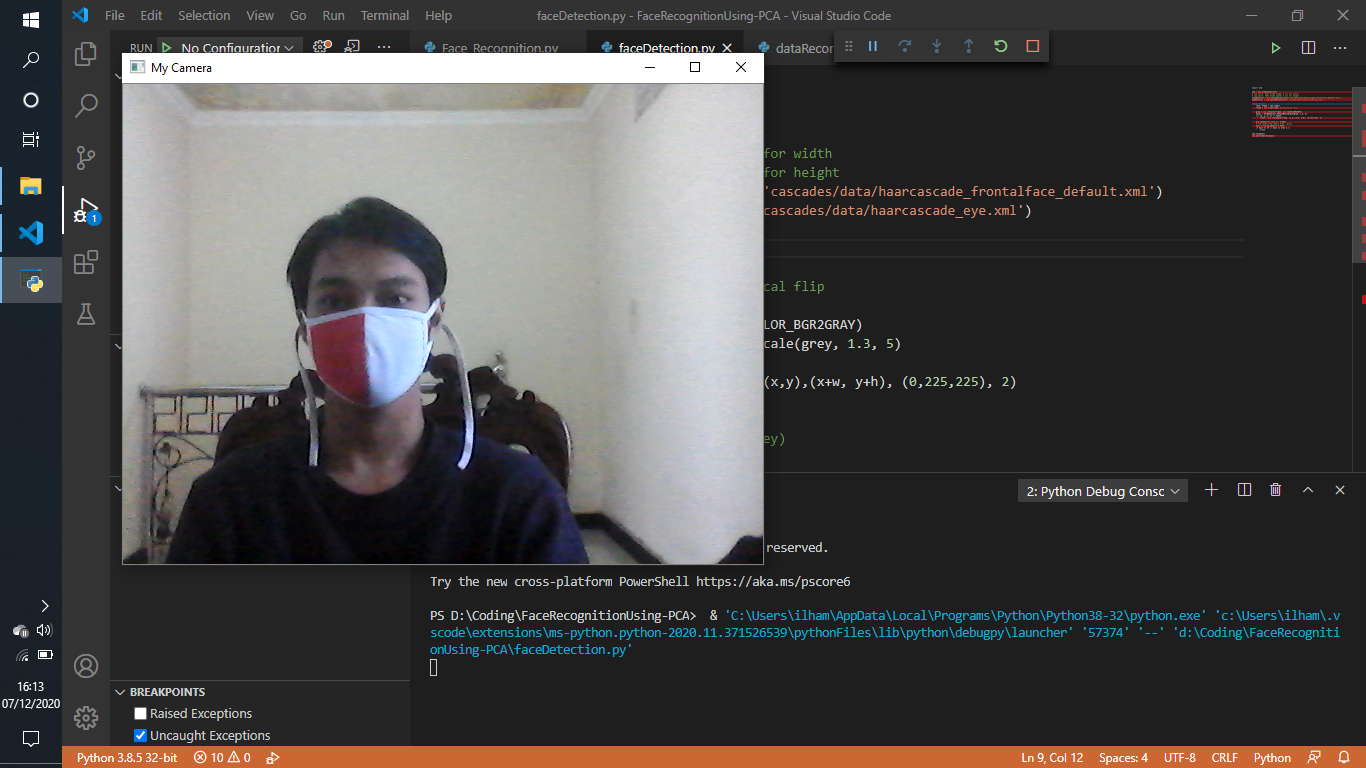 File Edit Selection View Go Run Terminal Help
faceDetection.py - FaceRecognitionUsing-PCA - Visual Studio Code
RUN No Configuration
Face_Recognition.py
faceDetection.py
dataRecor
My Camera
for width
for height
'cascades/data/haarcascade_frontalface_default.xml')
cascades/data/haarcascade_eye.xml')
cal flip
LOR_BGR2GRAY)
cale(grey, 1.3, 5)
(x,y),(x+w, y+h), (0,225,225), 2)
ey)
1
2: Python Debug Consc
reserved.
Try the new cross-platform PowerShell https://aka.ms/pscore6
PS D:\Coding\FaceRecognitionUsing-PCA>  & 'C:\Users\ilham\AppData\Local\Programs\Python\Python38-32\python.exe' 'c:\Users\ilham\.v
scode\extensions\ms-python.python-2020.11.371526539\pythonFiles\lib\python\debugpy\launcher' '57374' '--' 'd:\Coding\FaceRecogniti
onUsing-PCA\faceDetection.py'
BREAKPOINTS
Raised Exceptions
Uncaught Exceptions
16:13
07/12/2020
Python 3.8.5 32-bit 10 0
Ln 9, Col 12 Spaces: 4 UTF-8 CRLF Python